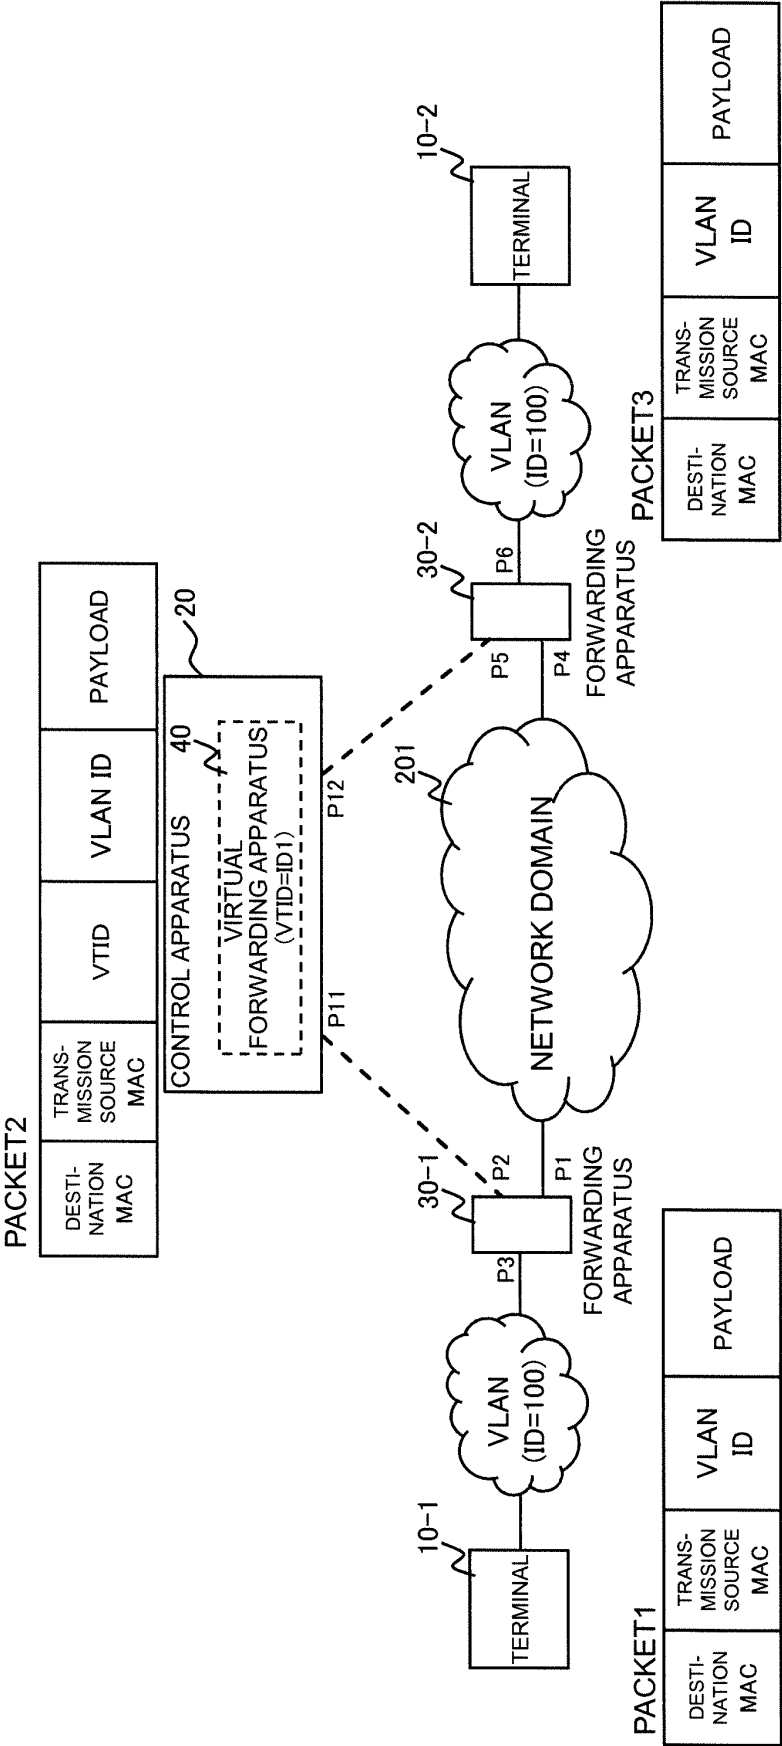 PACKET2
DESTI-
NATION
MAC
TRANS-
MISSION
SOURCE
MAC
VTID
VLAN ID
PAYLOAD
CONTROL APPARATUS
20
40
VIRTUAL
FORWARDING APPARATUS
(VTID=ID1)
P11
P12
10-1
TERMINAL
VLAN
(ID=100)
30-1
P3
P2
P1
FORWARDING
APPARATUS
201
NETWORK DOMAIN
30-2
P5
P4
P6
FORWARDING
APPARATUS
VLAN
(ID=100)
10-2
TERMINAL
PACKET1
DESTI-
NATION
MAC
TRANS-
MISSION
SOURCE
MAC
VLAN
ID
PAYLOAD
PACKET3
DESTI-
NATION
MAC
TRANS-
MISSION
SOURCE
MAC
VLAN
ID
PAYLOAD